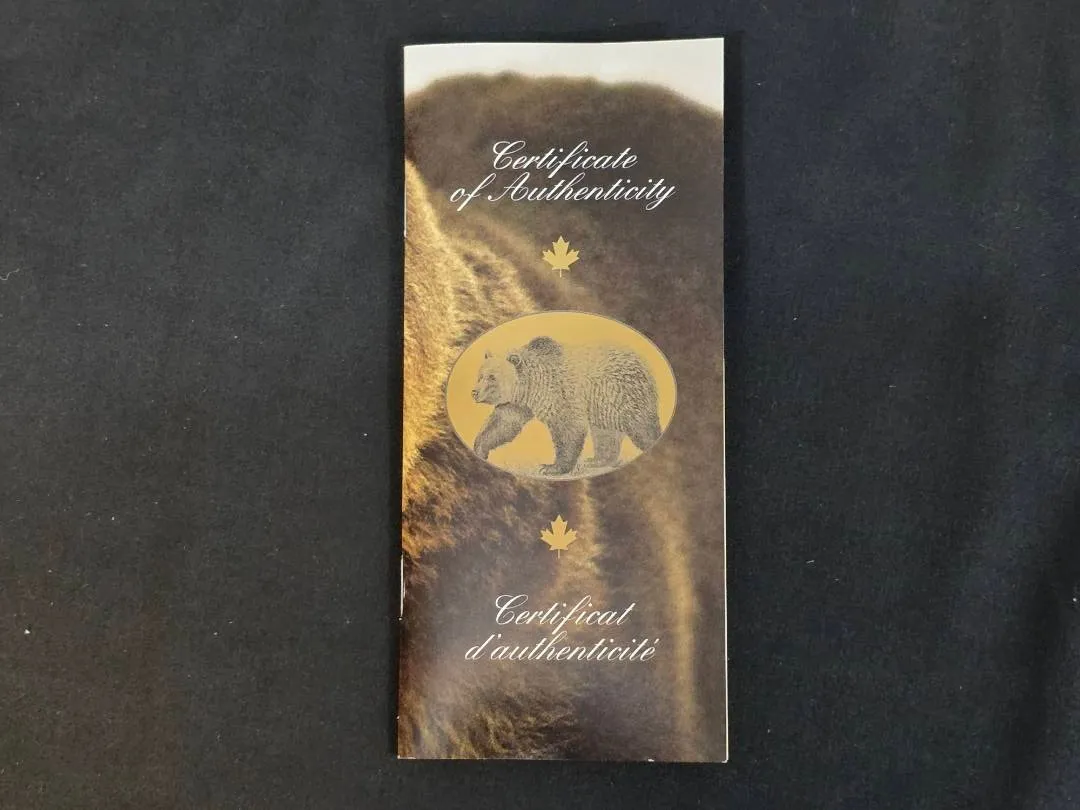 Certificate
of Authenticity
Certificat
d'authenticité